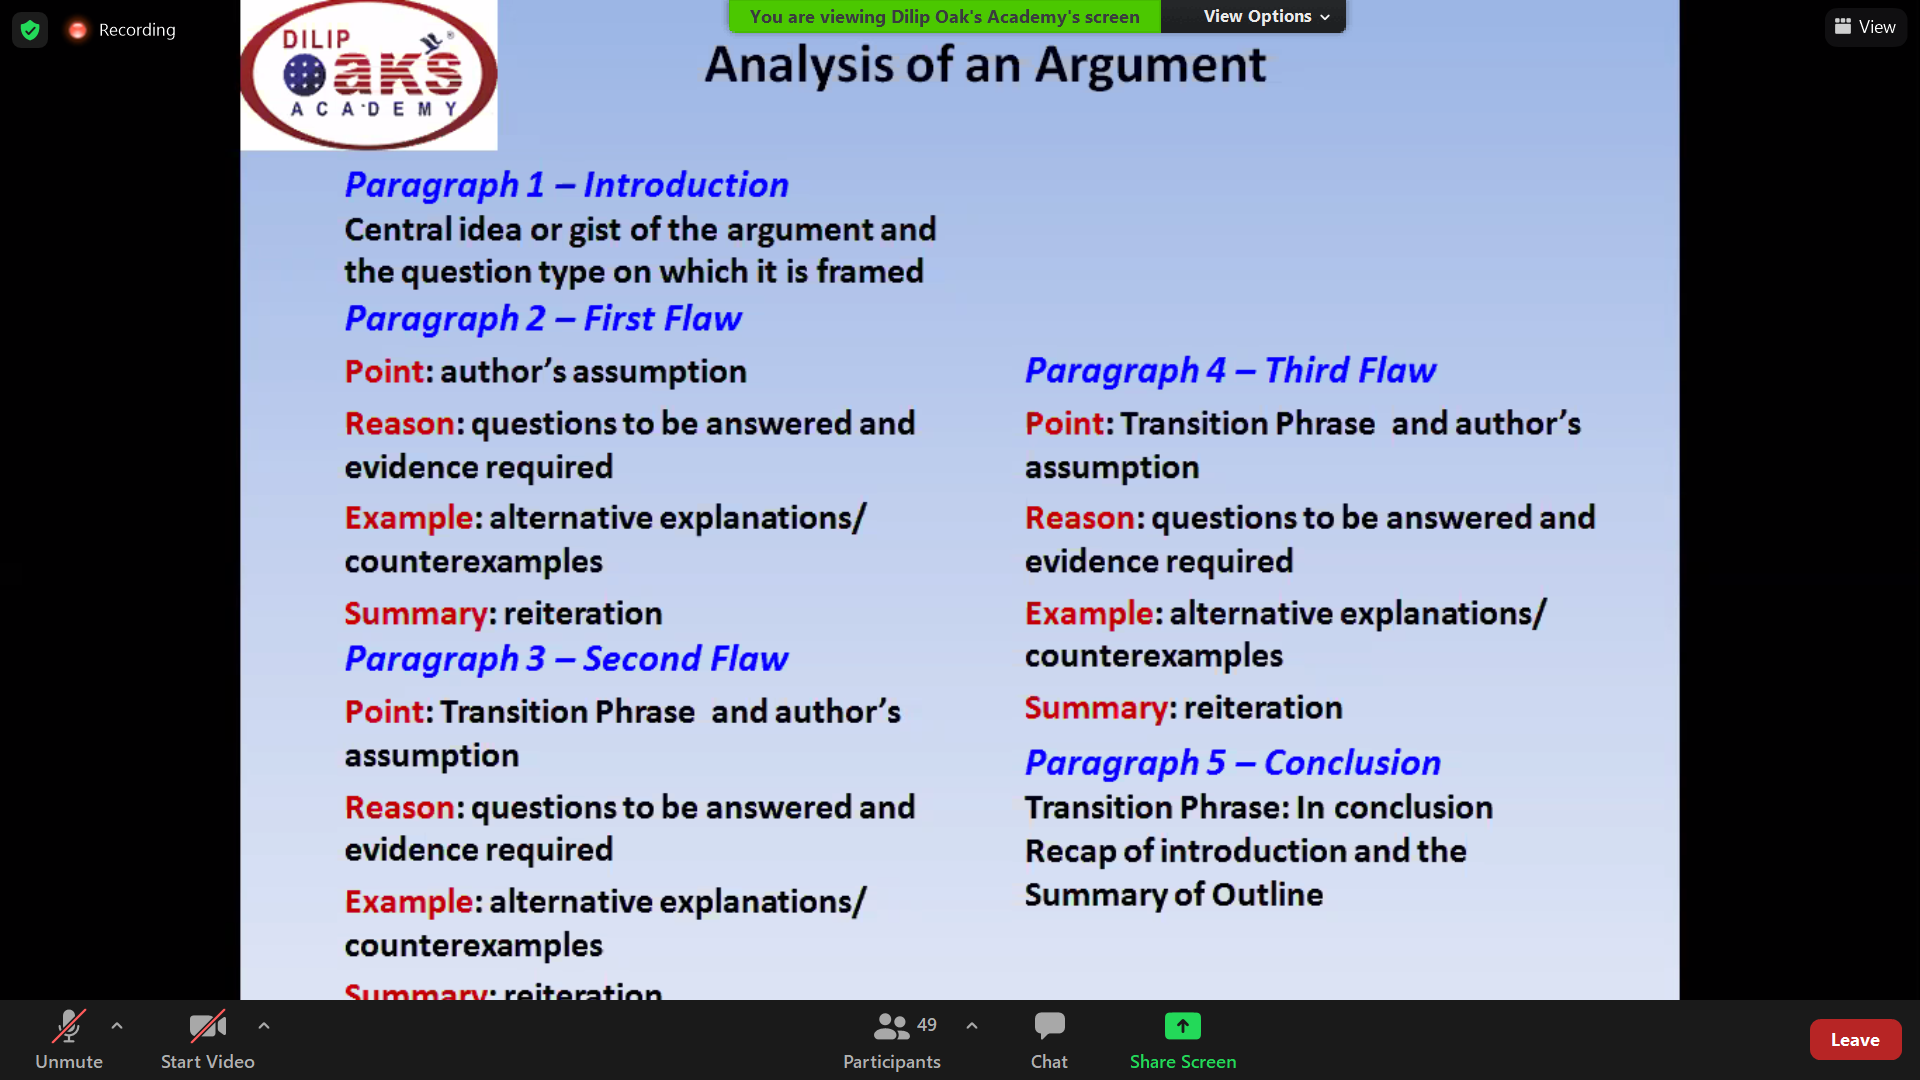 Recording
You are viewing Dilip Oak's Academy's screen
View Options
View
DILIP
Oak's
ACADEMY
Analysis of an Argument
Paragraph 1 – Introduction
Central idea or gist of the argument and
the question type on which it is framed
Paragraph 2 – First Flaw
Point: author’s assumption
Reason: questions to be answered and
evidence required
Example: alternative explanations/
counterexamples
Summary: reiteration
Paragraph 3 – Second Flaw
Point: Transition Phrase and author’s
assumption
Reason: questions to be answered and
evidence required
Example: alternative explanations/
counterexamples
Summary: reiteration
Paragraph 4 – Third Flaw
Point: Transition Phrase and author’s
assumption
Reason: questions to be answered and
evidence required
Example: alternative explanations/
counterexamples
Summary: reiteration
Paragraph 5 – Conclusion
Transition Phrase: In conclusion
Recap of introduction and the
Summary of Outline
Unmute
Start Video
49
Participants
Chat
Share Screen
Leave